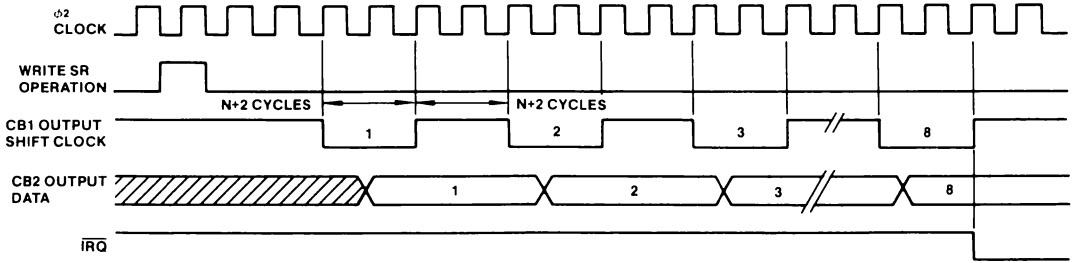 ϕ2
CLOCK
WRITE SR
OPERATION
N+2 CYCLES
N+2 CYCLES
CB1 OUTPUT
SHIFT CLOCK
1
2
3
8
CB2 OUTPUT
DATA
1
2
3
8
IRQ